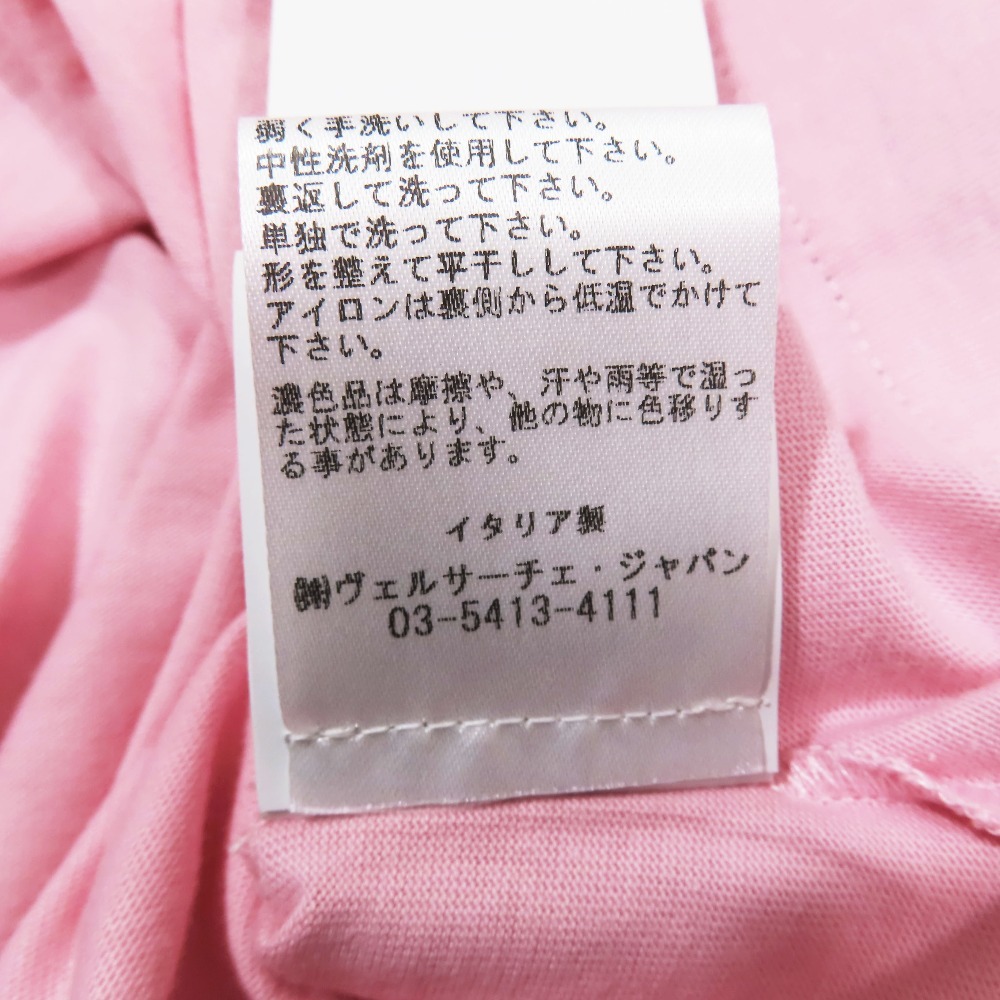 弱く手洗いして下さい。
中性洗剤を使用して下さい。
裏返して洗って下さい。
単独で洗って下さい。
形を整えて平干しして下さい。
アイロンは裏側から低温でかけて
下さい。
濃色品は摩擦や、汗や雨等で湿っ
た状態により、他の物に色移りす
る事があります。
イタリア製
㈱ヴェルサーチェ・ジャパン
03-5413-4111